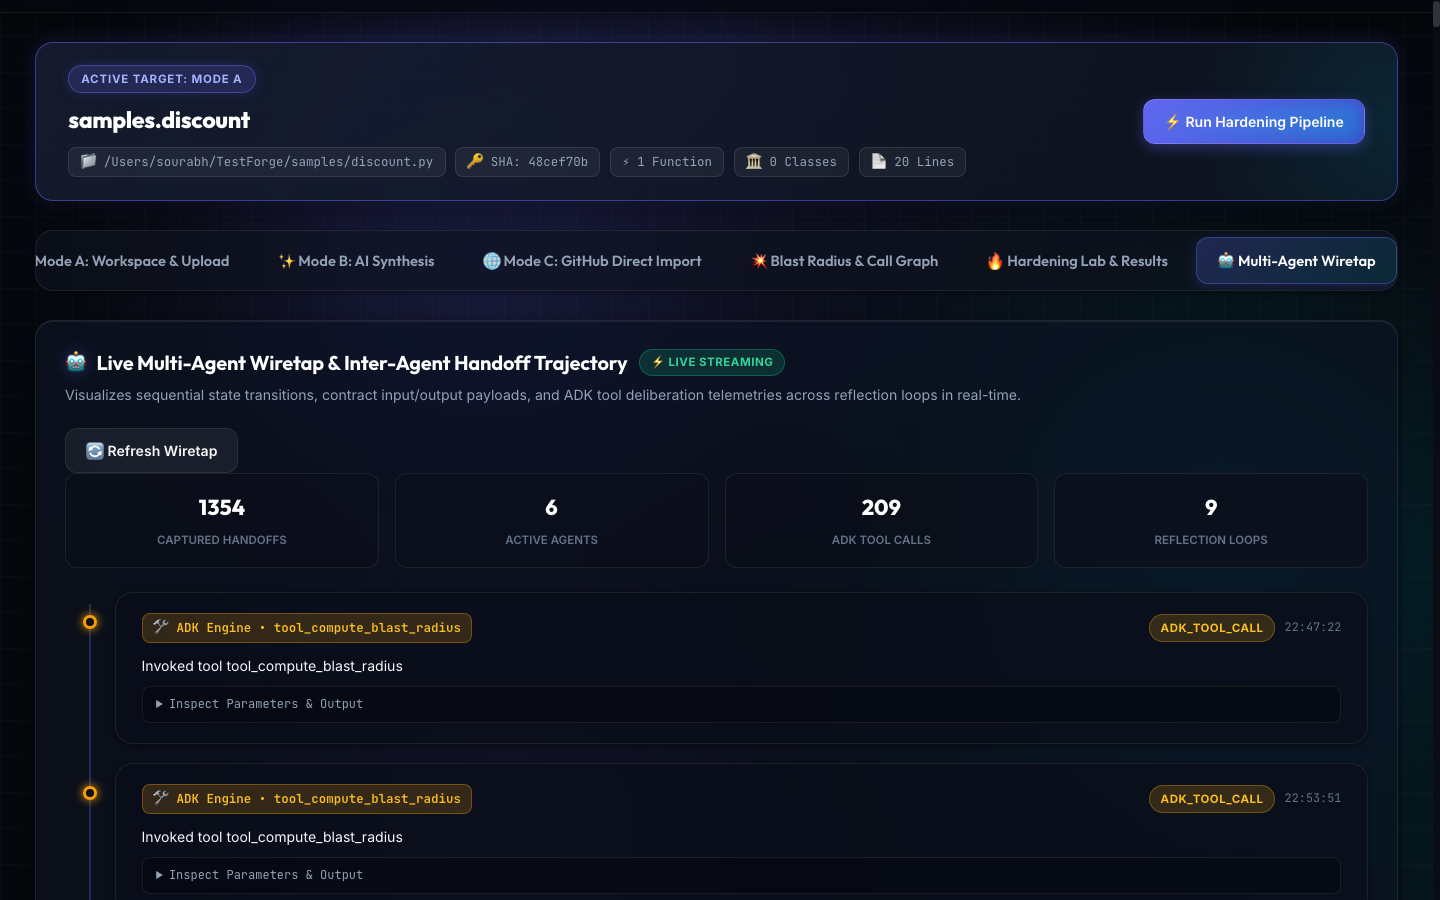 ACTIVE TARGET: MODE A
samples.discount
/Users/sourabh/TestForge/samples/discount.py
SHA: 48cef70b
1 Function
0 Classes
20 Lines
Run Hardening Pipeline
Mode A: Workspace & Upload
Mode B: AI Synthesis
Mode C: GitHub Direct Import
Blast Radius & Call Graph
Hardening Lab & Results
Multi-Agent Wiretap
Live Multi-Agent Wiretap & Inter-Agent Handoff Trajectory
LIVE STREAMING
Visualizes sequential state transitions, contract input/output payloads, and ADK tool deliberation telemetries across reflection loops in real-time.
Refresh Wiretap
1354
CAPTURED HANDOFFS
6
ACTIVE AGENTS
209
ADK TOOL CALLS
9
REFLECTION LOOPS
ADK Engine • tool_compute_blast_radius
ADK_TOOL_CALL
22:47:22
Invoked tool tool_compute_blast_radius
Inspect Parameters & Output
ADK Engine • tool_compute_blast_radius
ADK_TOOL_CALL
22:53:51
Invoked tool tool_compute_blast_radius
Inspect Parameters & Output